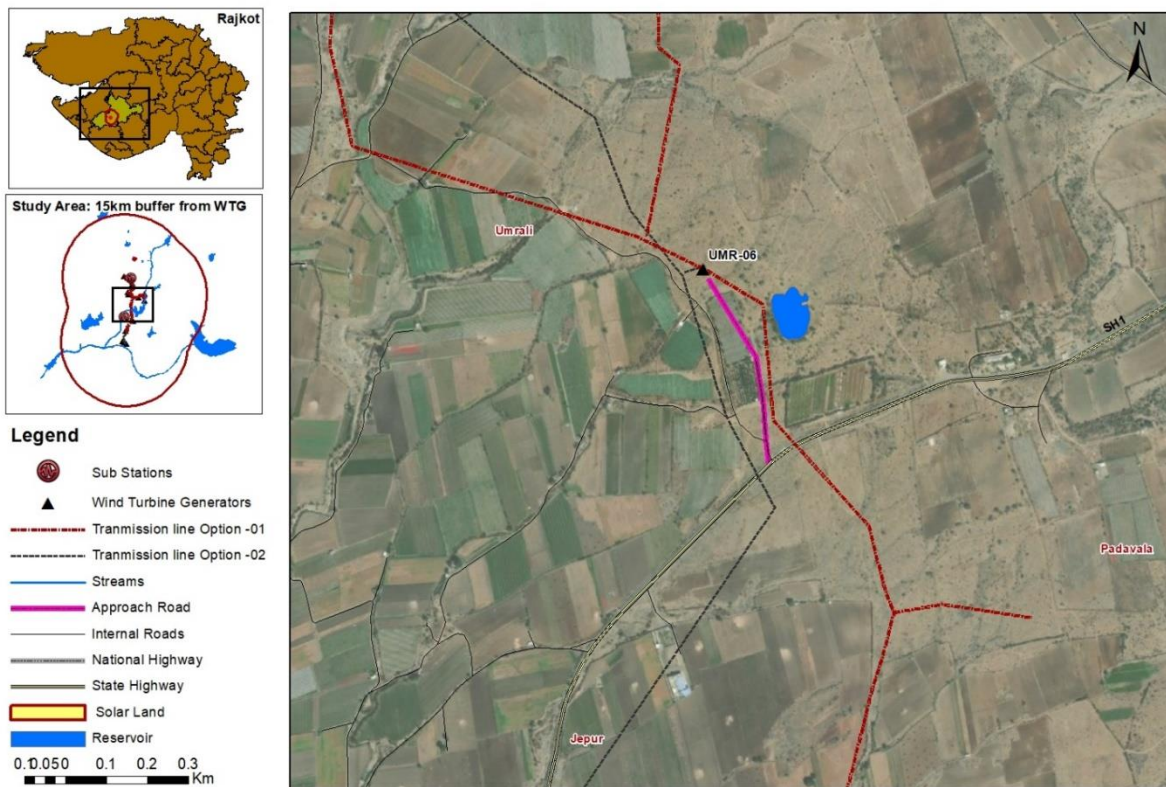 Rajkot
Study Area: 15km buffer from WTG
Legend
Sub Stations
Wind Turbine Generators
Tranmission line Option -01
Tranmission line Option -02
Streams
Approach Road
Internal Roads
National Highway
State Highway
Solar Land
Reservoir
0.10.050 0.1 0.2 0.3
Km
N
Umrali
UMR-06
SH1
Padavala
Jepur